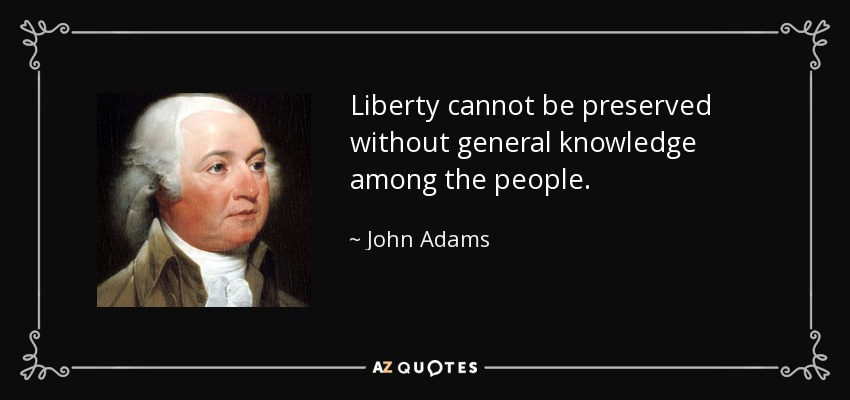 Liberty cannot be preserved
without general knowledge
among the people.
~ John Adams
AZ QUOTES